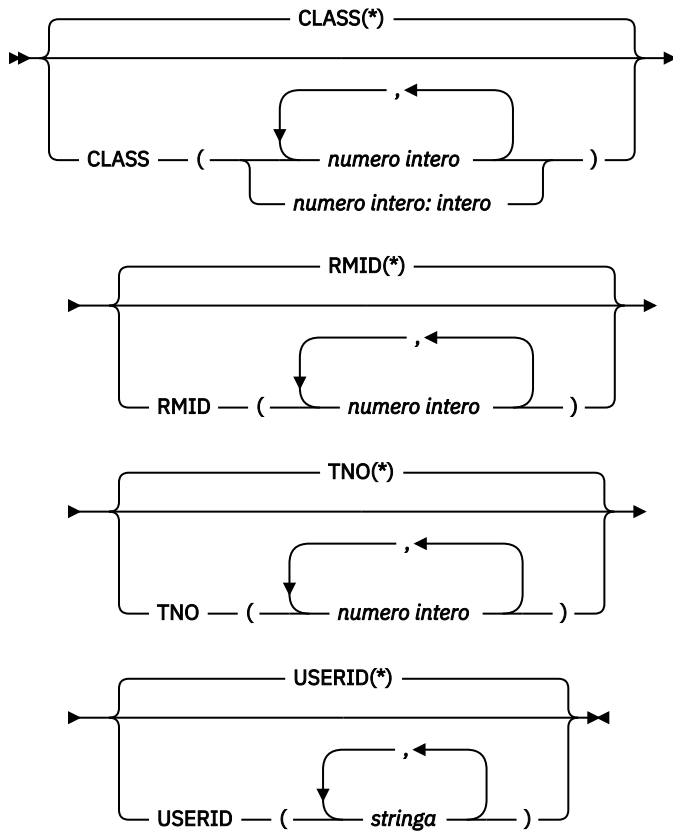 CLASS(*)
,
CLASS ( numero intero )
numero intero: intero
RMID(*)
,
RMID ( numero intero )
TNO(*)
,
TNO ( numero intero )
USERID(*)
,
USERID ( stringa )